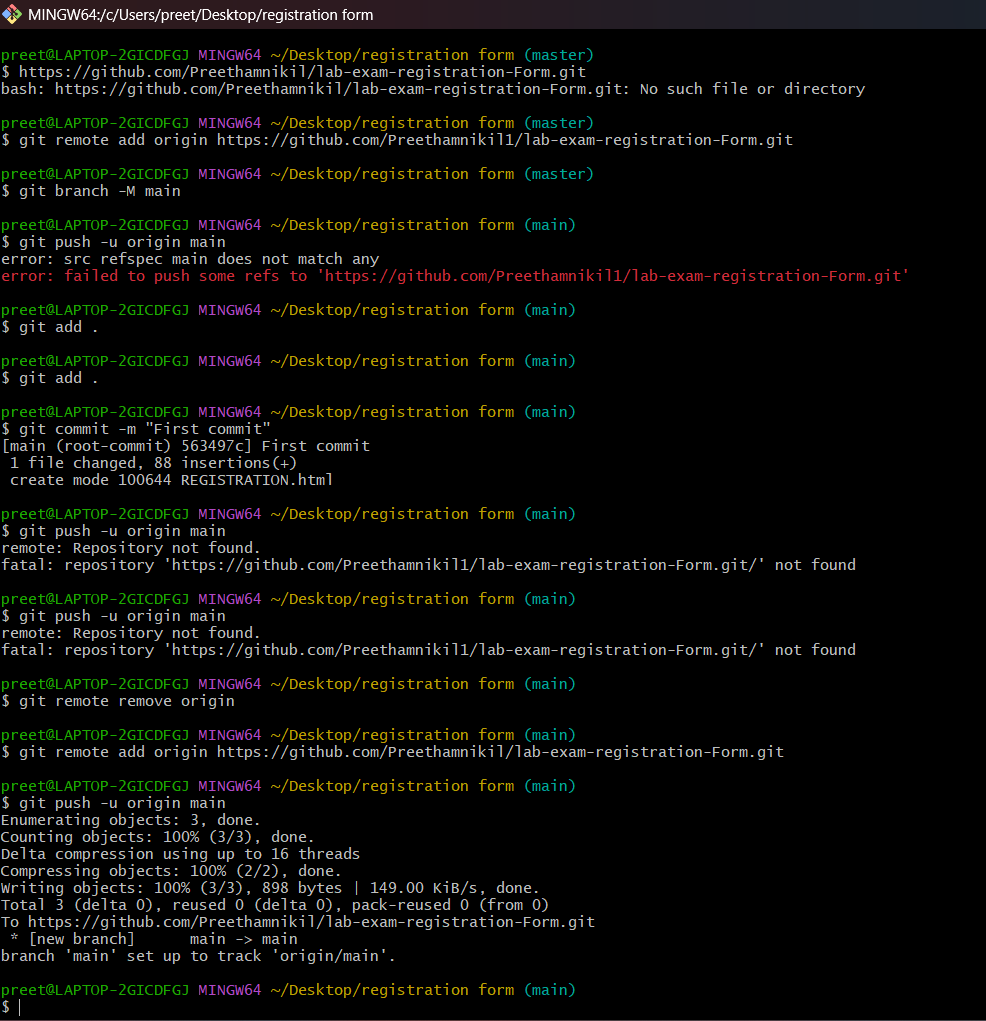 MINGW64:/c/Users/preet/Desktop/registration form
preet@LAPTOP-2GICDFGJ MINGW64 ~/Desktop/registration form (master)
$ https://github.com/Preethamnikil/lab-exam-registration-Form.git
bash: https://github.com/Preethamnikil/lab-exam-registration-Form.git: No such file or directory
preet@LAPTOP-2GICDFGJ MINGW64 ~/Desktop/registration form (master)
$ git remote add origin https://github.com/Preethamnikil1/lab-exam-registration-Form.git
preet@LAPTOP-2GICDFGJ MINGW64 ~/Desktop/registration form (master)
$ git branch -M main
preet@LAPTOP-2GICDFGJ MINGW64 ~/Desktop/registration form (main)
$ git push -u origin main
error: src refspec main does not match any
error: failed to push some refs to 'https://github.com/Preethamnikil1/lab-exam-registration-Form.git'
preet@LAPTOP-2GICDFGJ MINGW64 ~/Desktop/registration form (main)
$ git add .
preet@LAPTOP-2GICDFGJ MINGW64 ~/Desktop/registration form (main)
$ git add .
preet@LAPTOP-2GICDFGJ MINGW64 ~/Desktop/registration form (main)
$ git commit -m "First commit"
[main (root-commit) 563497c] First commit
 1 file changed, 88 insertions(+)
 create mode 100644 REGISTRATION.html
preet@LAPTOP-2GICDFGJ MINGW64 ~/Desktop/registration form (main)
$ git push -u origin main
remote: Repository not found.
fatal: repository 'https://github.com/Preethamnikil1/lab-exam-registration-Form.git/' not found
preet@LAPTOP-2GICDFGJ MINGW64 ~/Desktop/registration form (main)
$ git push -u origin main
remote: Repository not found.
fatal: repository 'https://github.com/Preethamnikil1/lab-exam-registration-Form.git/' not found
preet@LAPTOP-2GICDFGJ MINGW64 ~/Desktop/registration form (main)
$ git remote remove origin
preet@LAPTOP-2GICDFGJ MINGW64 ~/Desktop/registration form (main)
$ git remote add origin https://github.com/Preethamnikil/lab-exam-registration-Form.git
preet@LAPTOP-2GICDFGJ MINGW64 ~/Desktop/registration form (main)
$ git push -u origin main
Enumerating objects: 3, done.
Counting objects: 100% (3/3), done.
Delta compression using up to 16 threads
Compressing objects: 100% (2/2), done.
Writing objects: 100% (3/3), 898 bytes | 149.00 KiB/s, done.
Total 3 (delta 0), reused 0 (delta 0), pack-reused 0 (from 0)
To https://github.com/Preethamnikil/lab-exam-registration-Form.git
 * [new branch]      main -> main
branch 'main' set up to track 'origin/main'.
preet@LAPTOP-2GICDFGJ MINGW64 ~/Desktop/registration form (main)
$